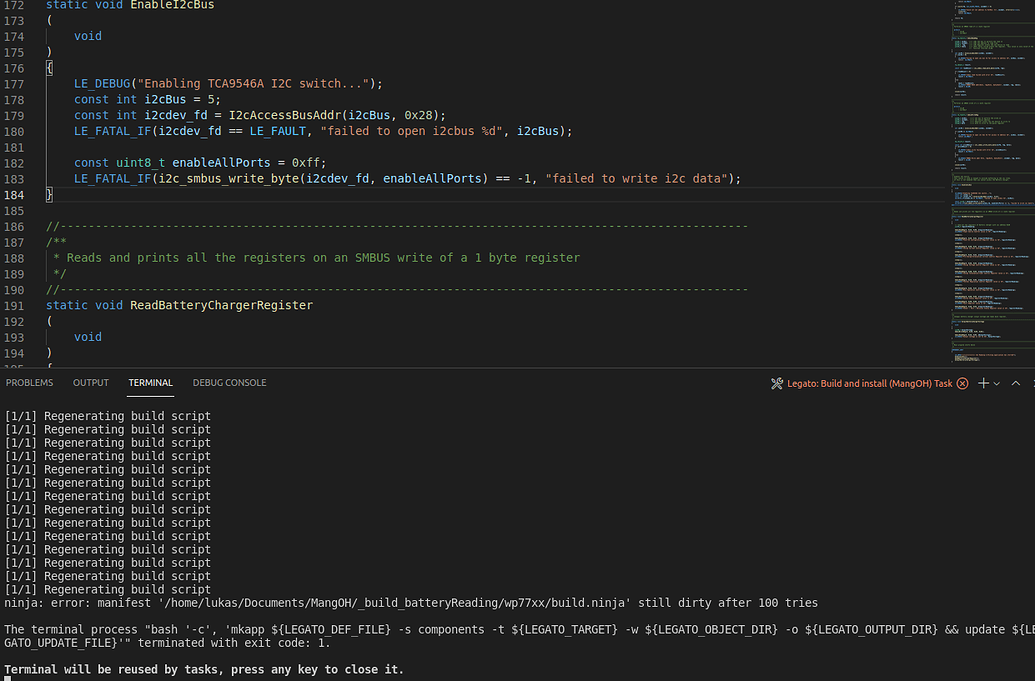 172 static void EnableI2cBus
173 (
174 void
175 )
176 {
177 LE_DEBUG("Enabling TCA9546A I2C switch...");
178 const int i2cBus = 5;
179 const int i2cdev_fd = I2cAccessBusAddr(i2cBus, 0x28);
180 LE_FATAL_IF(i2cdev_fd == LE_FAULT, "failed to open i2cbus %d", i2cBus);
181
182 const uint8_t enableAllPorts = 0xff;
183 LE_FATAL_IF(i2c_smbus_write_byte(i2cdev_fd, enableAllPorts) == -1, "failed to write i2c data");
184 }
185
186 //--------------------------------------------------------------------------------------------------
187 /**
188 * Reads and prints all the registers on an SMBUS write of a 1 byte register
189 */
190 //--------------------------------------------------------------------------------------------------
191 static void ReadBatteryChargerRegister
192 (
193 void
194 )
PROBLEMS OUTPUT TERMINAL DEBUG CONSOLE Legato: Build and install (MangOH) Task
[1/1] Regenerating build script
[1/1] Regenerating build script
[1/1] Regenerating build script
[1/1] Regenerating build script
[1/1] Regenerating build script
[1/1] Regenerating build script
[1/1] Regenerating build script
[1/1] Regenerating build script
[1/1] Regenerating build script
[1/1] Regenerating build script
[1/1] Regenerating build script
[1/1] Regenerating build script
[1/1] Regenerating build script
[1/1] Regenerating build script
ninja: error: manifest '/home/lukas/Documents/MangOH/_build_batteryReading/wp77xx/build.ninja' still dirty after 100 tries
The terminal process "bash '-c', 'mkapp ${LEGATO_DEF_FILE} -s components -t ${LEGATO_TARGET} -w ${LEGATO_OBJECT_DIR} -o ${LEGATO_OUTPUT_DIR} && update ${LE
GATO_UPDATE_FILE}'" terminated with exit code: 1.
Terminal will be reused by tasks, press any key to close it.